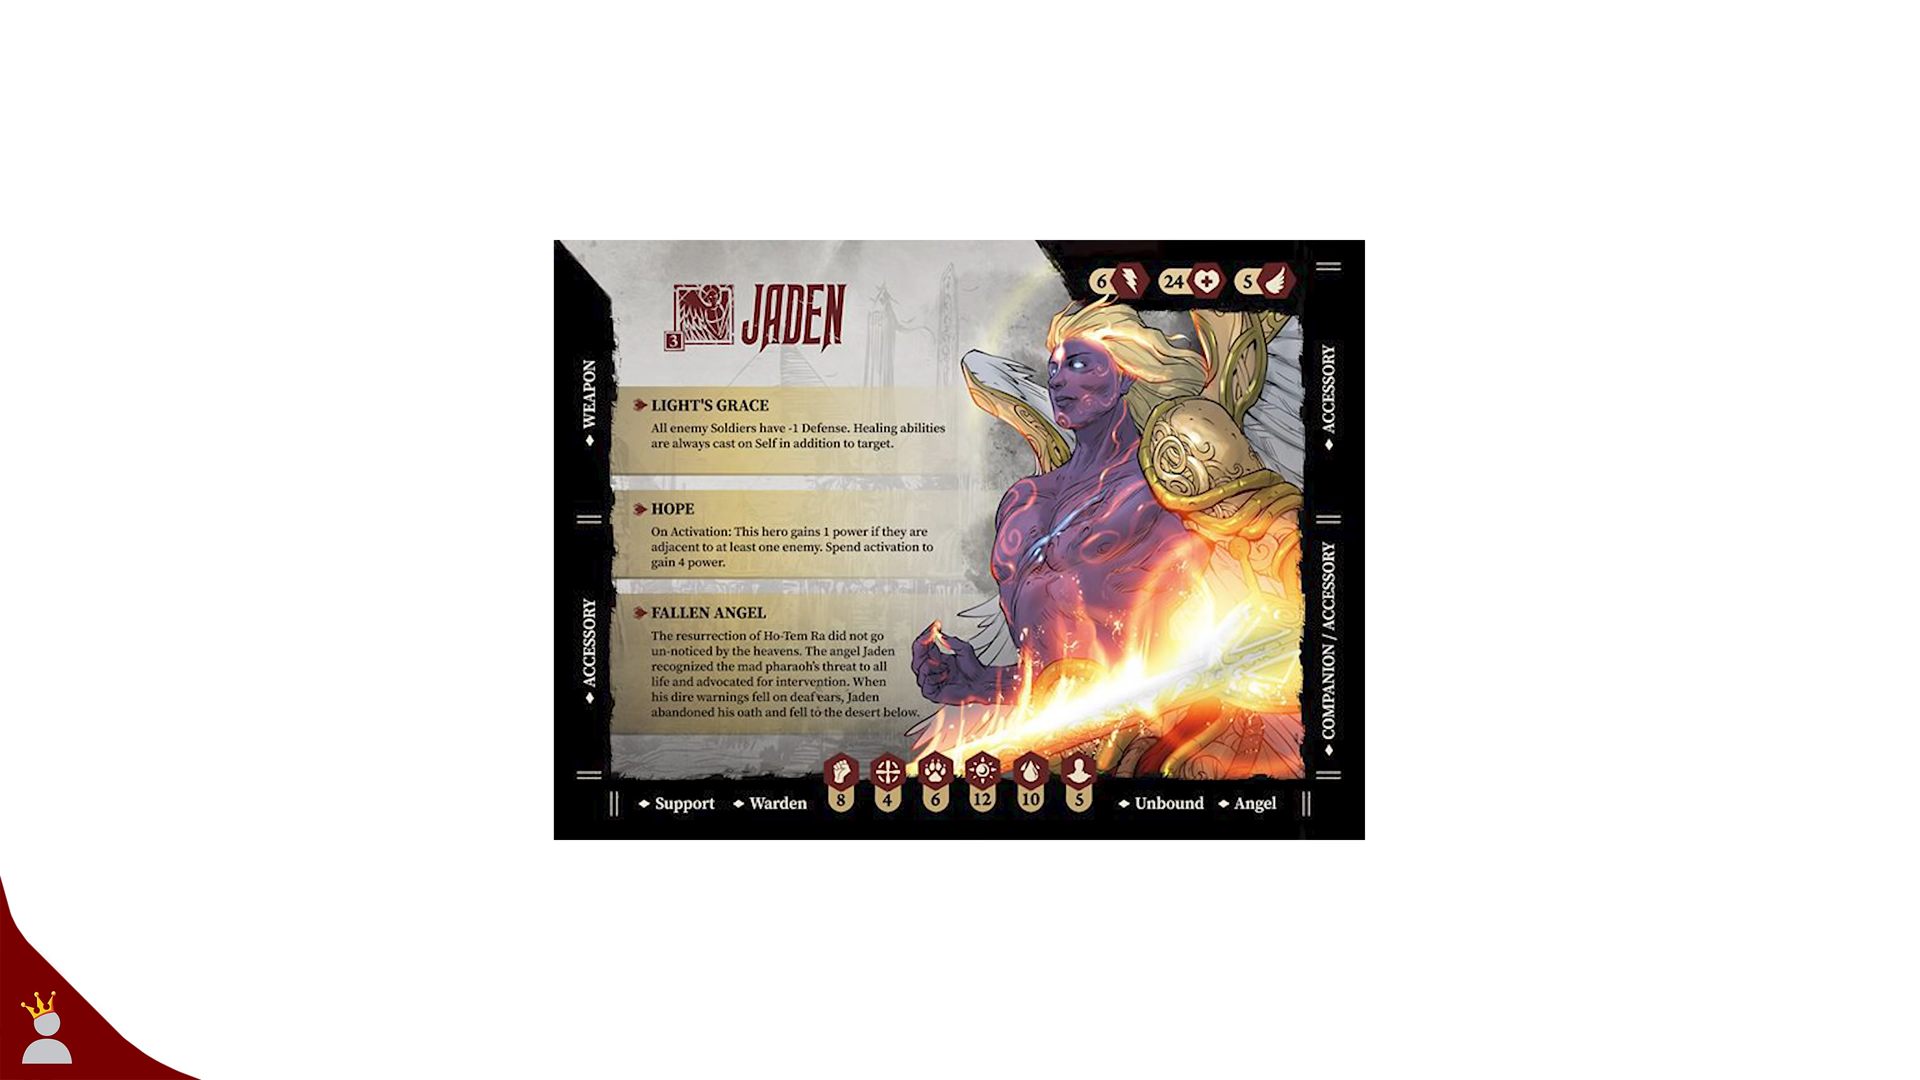 6 24 5
3 JADEN
LIGHT'S GRACE
All enemy Soldiers have -1 Defense. Healing abilities
are always cast on Self in addition to target.
HOPE
On Activation: This hero gains 1 power if they are
adjacent to at least one enemy. Spend activation to
gain 4 power.
FALLEN ANGEL
The resurrection of Ho-Tem Ra did not go
un-noticed by the heavens. The angel Jaden
recognized the mad pharaoh's threat to all
life and advocated for intervention. When
his dire warnings fell on deaf ears, Jaden
abandoned his oath and fell to the desert below.
WEAPON
ACCESSORY
ACCESSORY
COMPANION / ACCESSORY
Support Warden 8 4 6 12 10 5 Unbound Angel